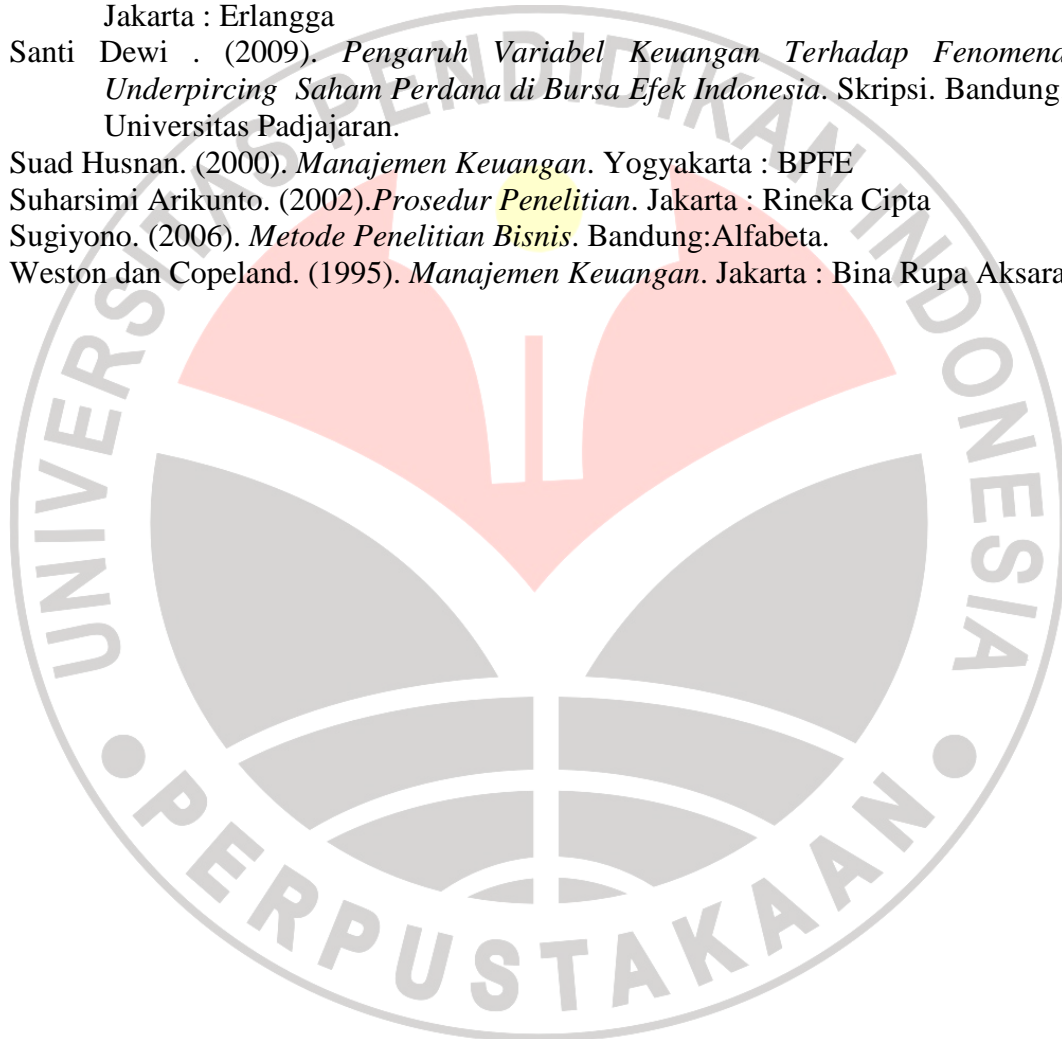 Jakarta : Erlangga
Santi Dewi . (2009). Pengaruh Variabel Keuangan Terhadap Fenomena
Underpircing Saham Perdana di Bursa Efek Indonesia. Skripsi. Bandung
Universitas Padjajaran.
Suad Husnan. (2000). Manajemen Keuangan. Yogyakarta : BPFE
Suharsimi Arikunto. (2002).Prosedur Penelitian. Jakarta : Rineka Cipta
Sugiyono. (2006). Metode Penelitian Bisnis. Bandung:Alfabeta.
Weston dan Copeland. (1995). Manajemen Keuangan. Jakarta : Bina Rupa Aksara
UNIVERSITAS PENDIDIKAN INDONESIA
PERPUSTAKAAN